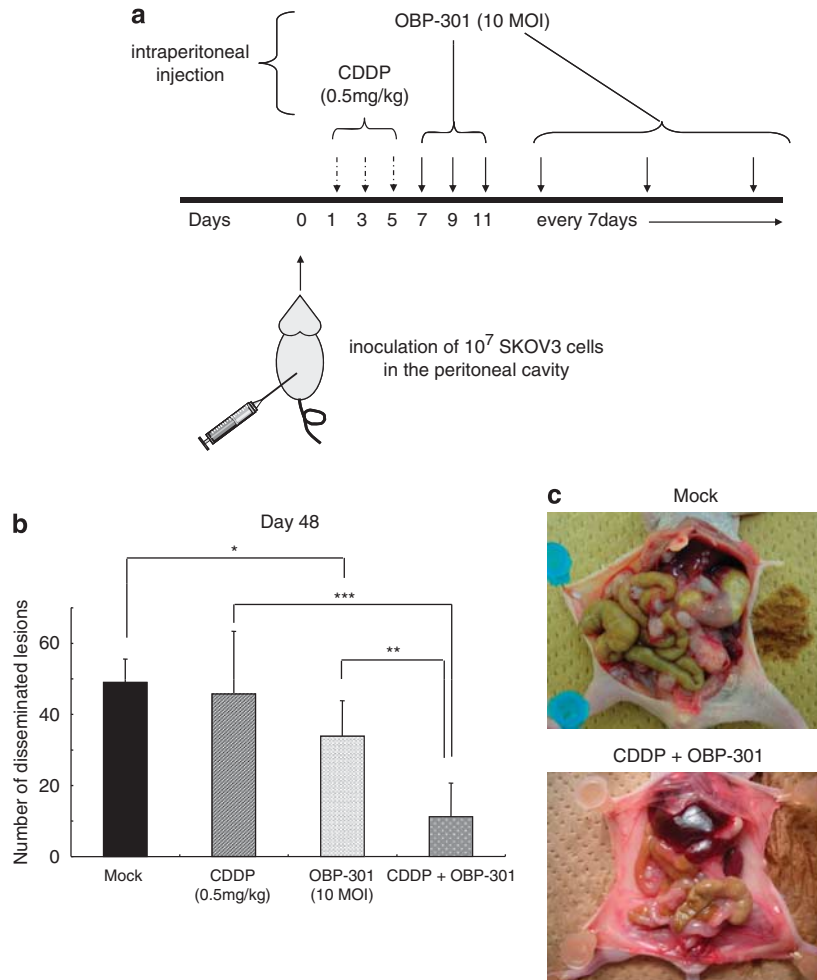 a
OBP-301 (10 MOI)
intraperitoneal
injection
CDDP
(0.5mg/kg)
Days 0 1 3 5 7 9 11 every 7days
inoculation of 10⁷ SKOV3 cells
in the peritoneal cavity
b
Day 48
*
***
**
Number of disseminated lesions
60
40
20
0
Mock
CDDP
(0.5mg/kg)
OBP-301
(10 MOI)
CDDP + OBP-301
c
Mock
CDDP + OBP-301